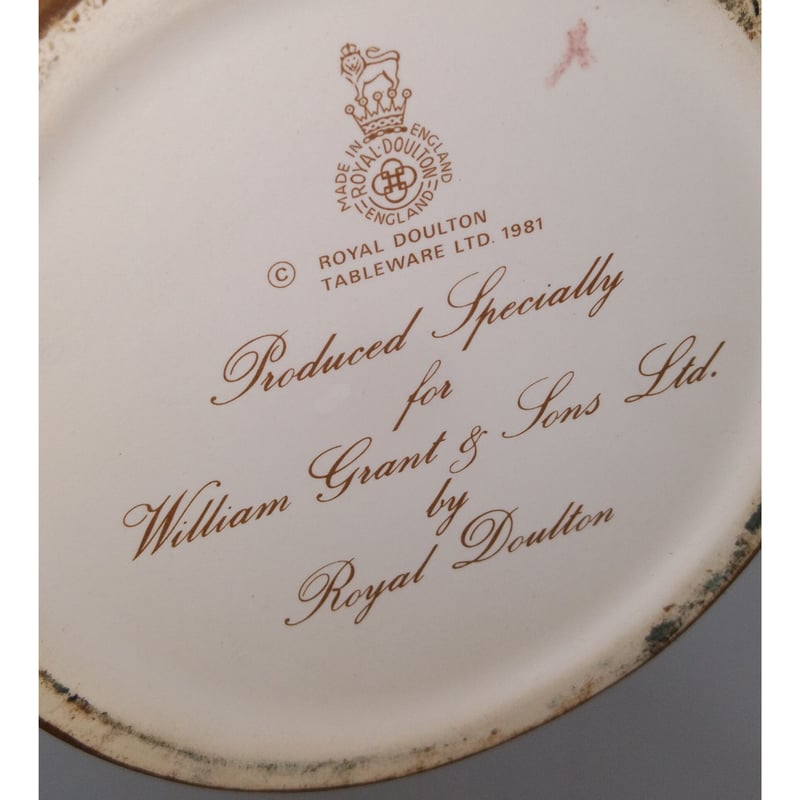 MADE IN ENGLAND
ROYAL·DOULTON
ENGLAND
© ROYAL DOULTON
TABLEWARE LTD. 1981
Produced Specially
for
William Grant & Sons Ltd.
by
Royal Doulton